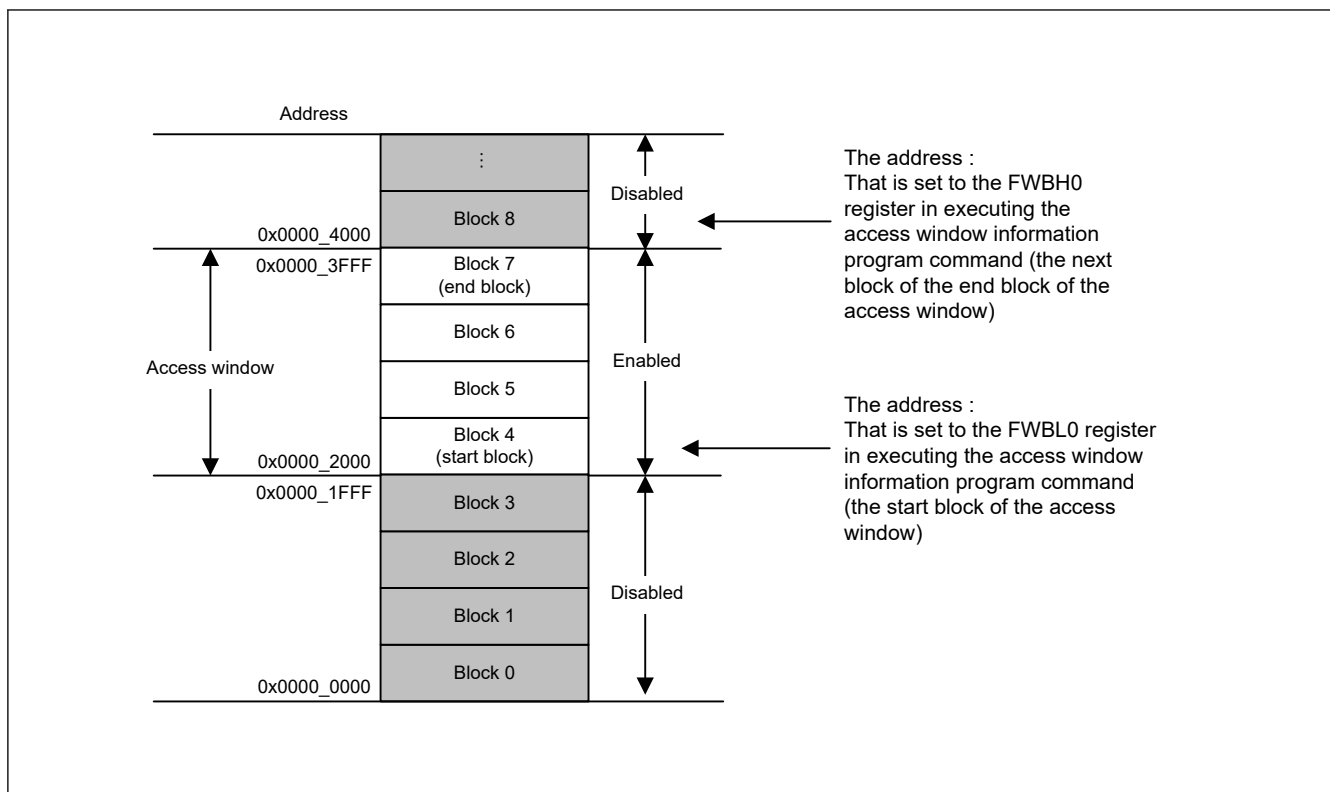 Address
⋮
Block 8
0x0000_4000
0x0000_3FFF
Block 7
(end block)
Block 6
Block 5
Block 4
(start block)
0x0000_2000
0x0000_1FFF
Block 3
Block 2
Block 1
Block 0
0x0000_0000
Access window
Disabled
Enabled
Disabled
The address :
That is set to the FWBH0
register in executing the
access window information
program command (the next
block of the end block of the
access window)
The address :
That is set to the FWBL0 register
in executing the access window
information program command
(the start block of the access
window)